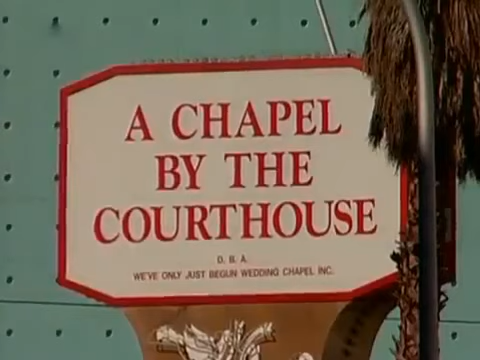 A CHAPEL
BY THE
COURTHOUSE
D. B. A.
WE'VE ONLY JUST BEGUN WEDDING CHAPEL INC.